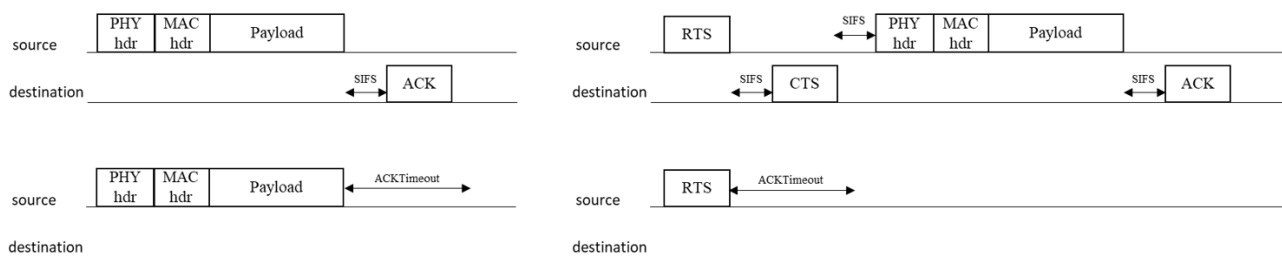 PHY MAC Payload
hdr hdr
source
SIFS
ACK
destination
RTS SIFS PHY MAC Payload
hdr hdr
source
SIFS CTS SIFS ACK
destination
PHY MAC Payload ACKTimeout
hdr hdr
source
destination
RTS ACKTimeout
source
destination